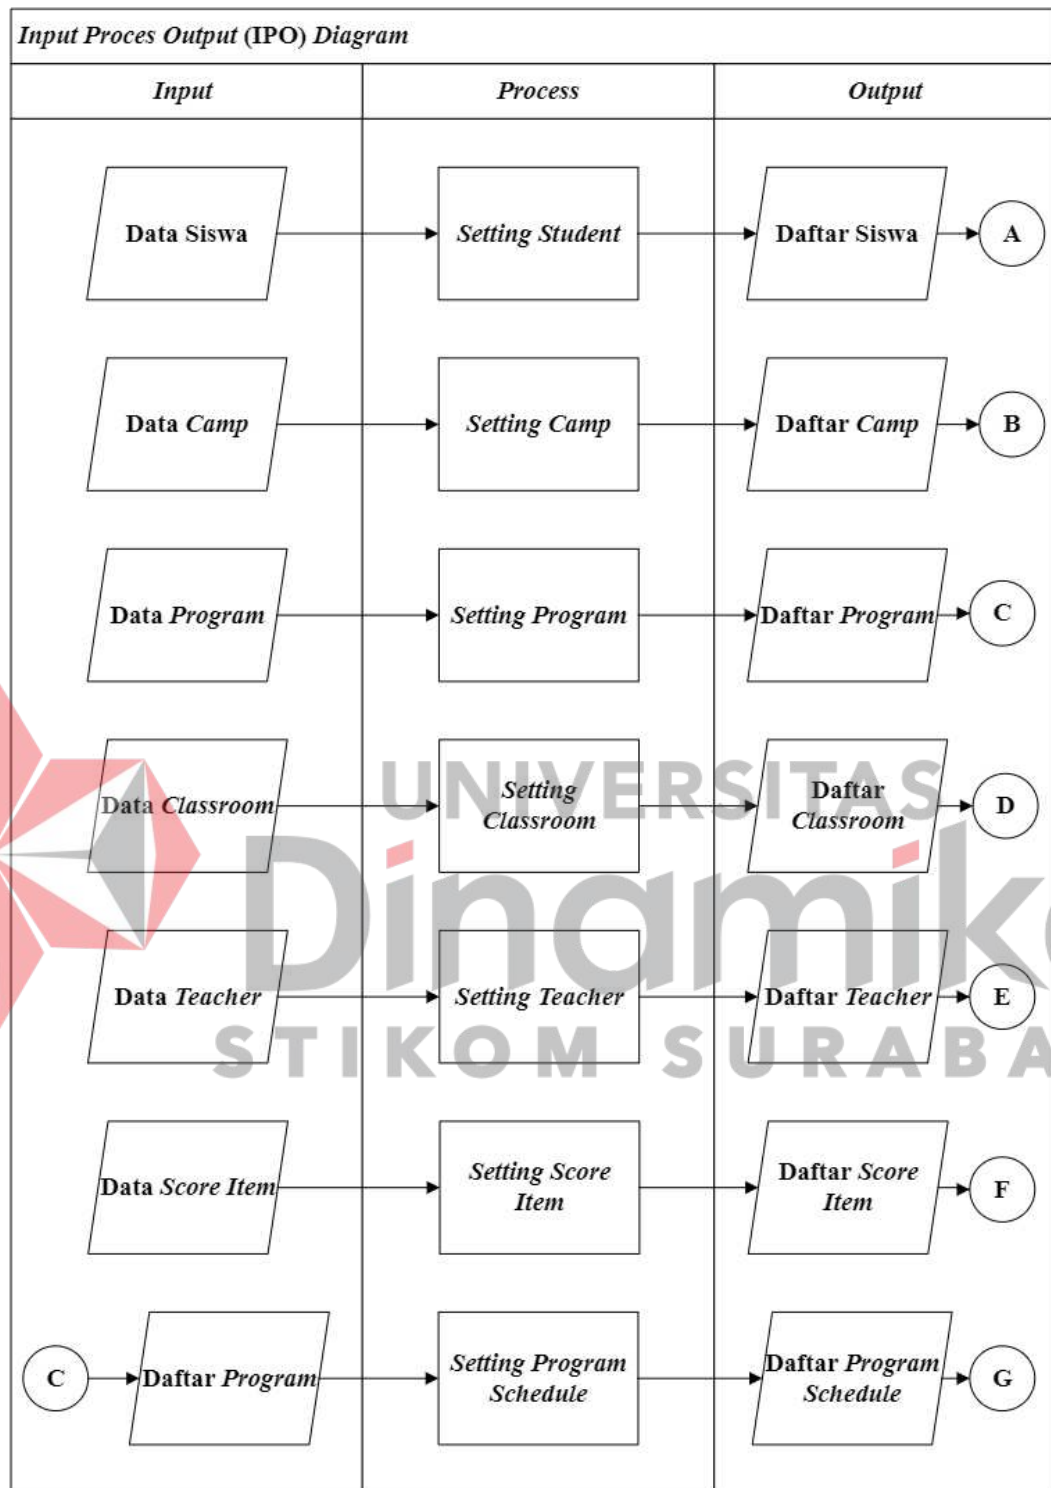 Input Proces Output (IPO) Diagram
Input
Process
Output
Data Siswa
Setting Student
Daftar Siswa
A
Data Camp
Setting Camp
Daftar Camp
B
Data Program
Setting Program
Daftar Program
C
Data Classroom
Setting
Classroom
Daftar
Classroom
D
Data Teacher
Setting Teacher
Daftar Teacher
E
Data Score Item
Setting Score
Item
Daftar Score
Item
F
C
Daftar Program
Setting Program
Schedule
Daftar Program
Schedule
G
UNIVERSITAS
Dinamika
STIKOM SURABA